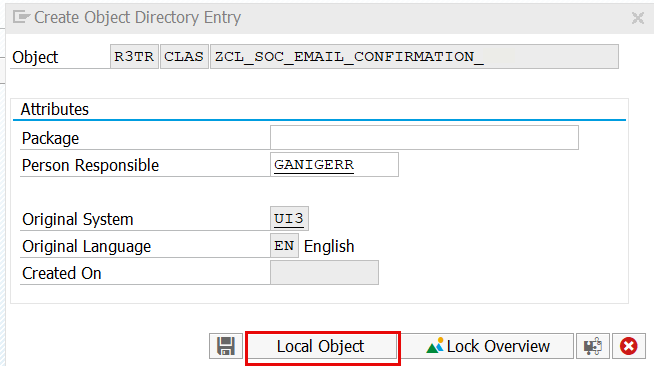 Create Object Directory Entry
Object R3TR CLAS ZCL_SOC_EMAIL_CONFIRMATION_
Attributes
Package
Person Responsible GANIGERR
Original System UI3
Original Language EN English
Created On
Local Object Lock Overview